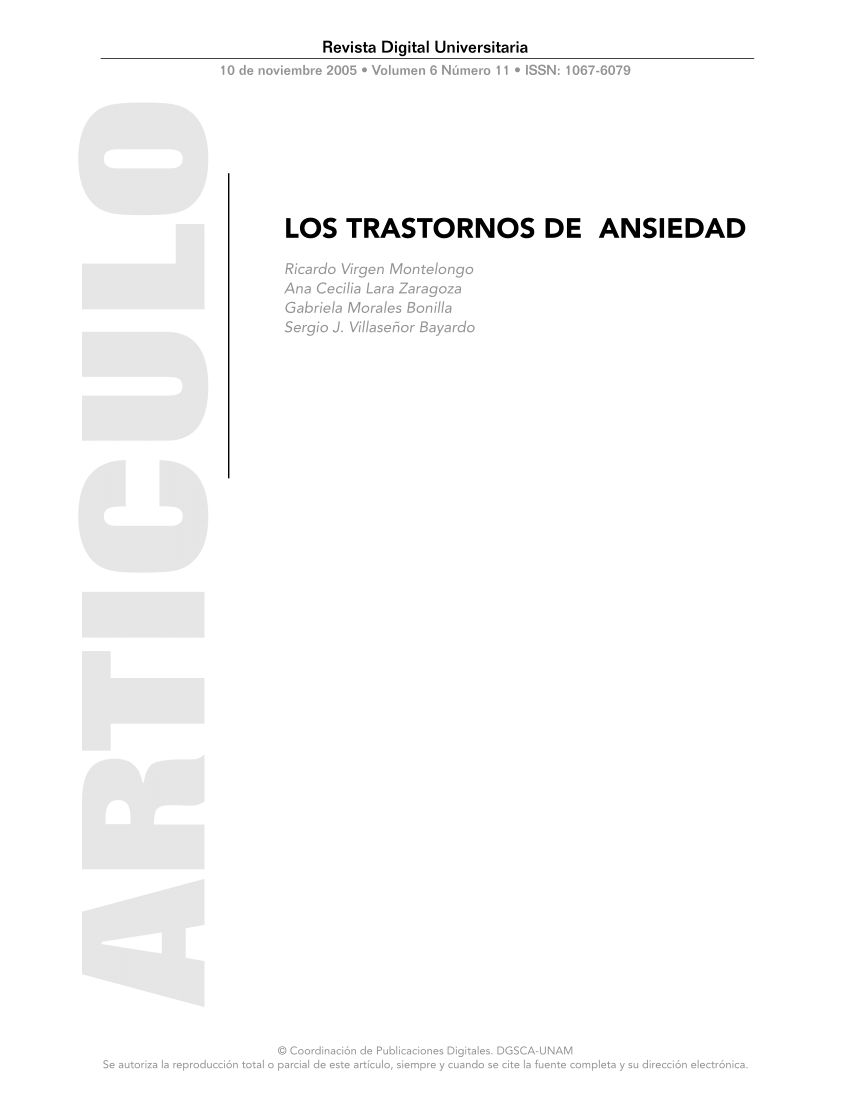 Revista Digital Universitaria
10 de noviembre 2005 • Volumen 6 Número 11 • ISSN: 1067-6079
ARTICULO
LOS TRASTORNOS DE ANSIEDAD
Ricardo Virgen Montelongo
Ana Cecilia Lara Zaragoza
Gabriela Morales Bonilla
Sergio J. Villaseñor Bayardo
© Coordinación de Publicaciones Digitales. DGSCA-UNAM
Se autoriza la reproducción total o parcial de este artículo, siempre y cuando se cite la fuente completa y su dirección electrónica.